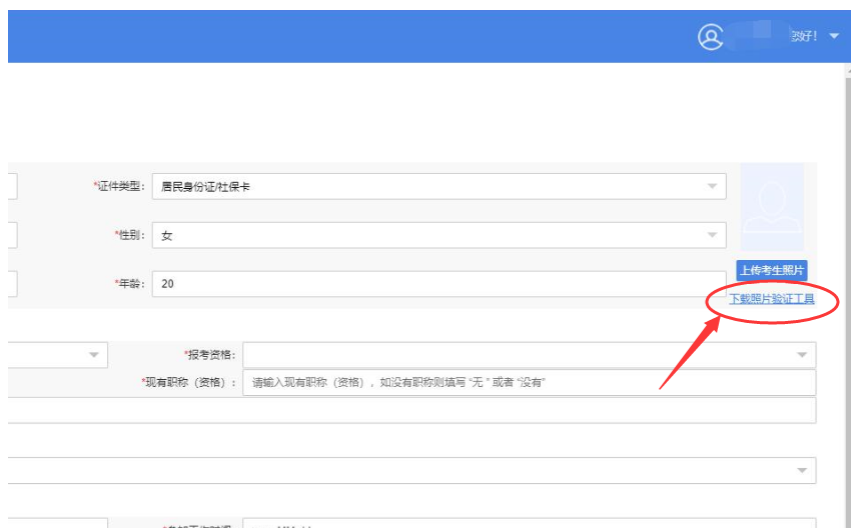 您好！
*证件类型： 居民身份证/社保卡
*性别： 女
上传考生照片
*年龄： 20
下载照片验证工具
*报考资格：
*现有职称（资格）： 请输入现有职称（资格），如没有职称则填写 “无 ” 或者 “没有”